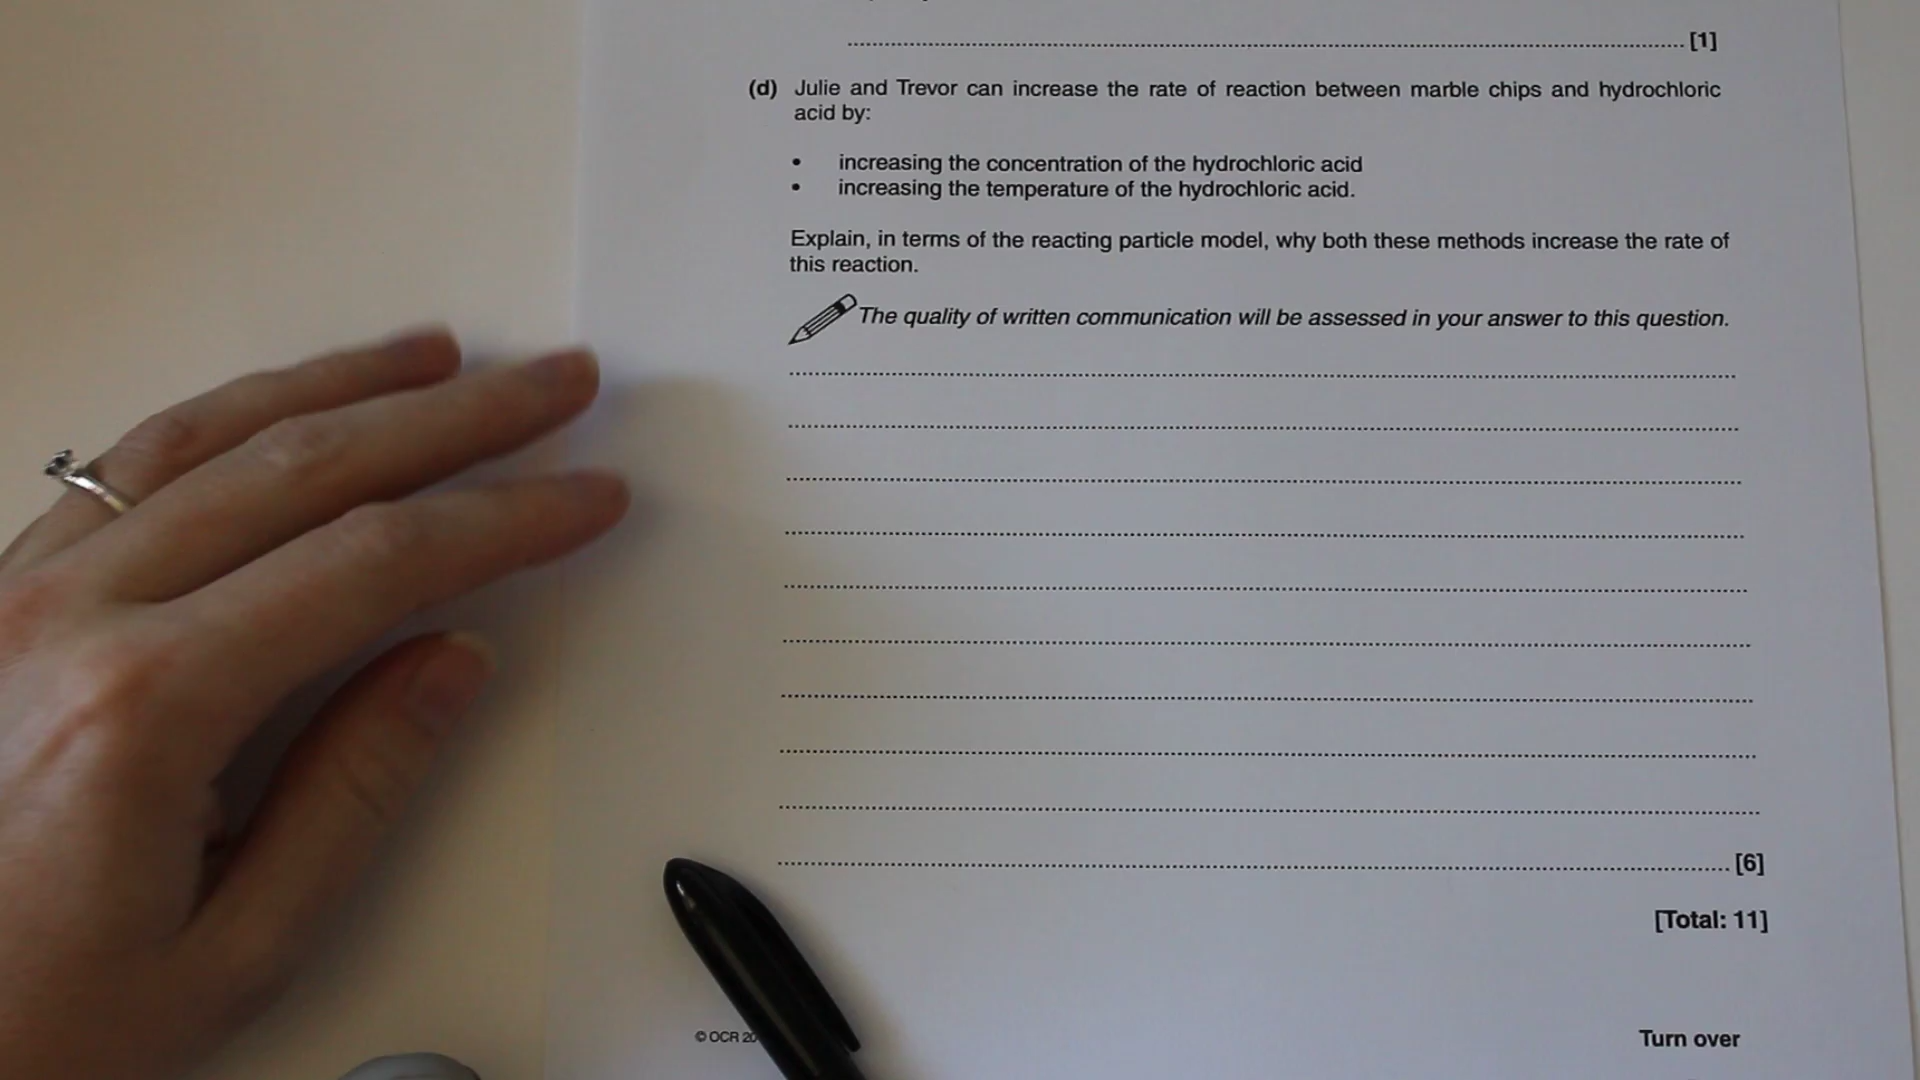 [1]
(d) Julie and Trevor can increase the rate of reaction between marble chips and hydrochloric
acid by:
• increasing the concentration of the hydrochloric acid
• increasing the temperature of the hydrochloric acid.
Explain, in terms of the reacting particle model, why both these methods increase the rate of
this reaction.
The quality of written communication will be assessed in your answer to this question.
[6]
[Total: 11]
© OCR
Turn over